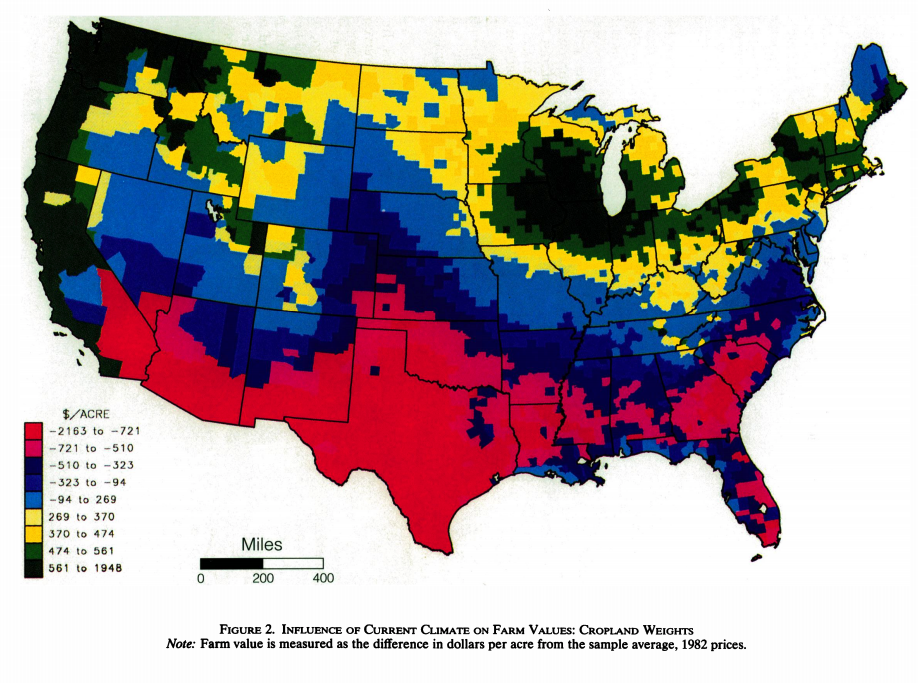 $/ACRE
-2163 to -721
-721 to -510
-510 to -323
-323 to -94
-94 to 269
269 to 370
370 to 474
474 to 561
561 to 1948
Miles
0 200 400
FIGURE 2. INFLUENCE OF CURRENT CLIMATE ON FARM VALUES: CROPLAND WEIGHTS
Note: Farm value is measured as the difference in dollars per acre from the sample average, 1982 prices.